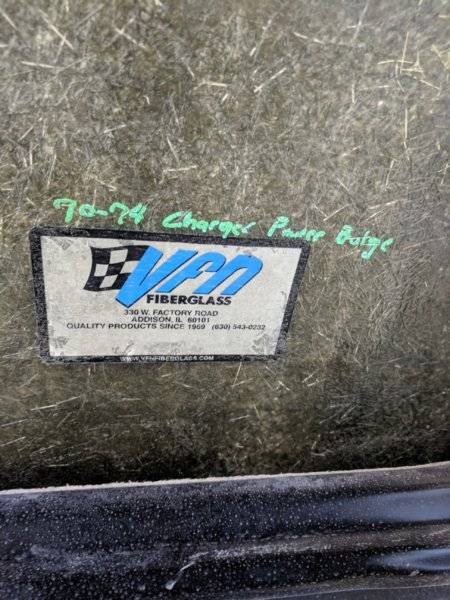 70-74 Charger Power Bulge
VFN
FIBERGLASS
330 W. FACTORY ROAD
ADDISON, IL 60101
QUALITY PRODUCTS SINCE 1969 (630) 543-0232
WWW.VFNFIBERGLASS.COM